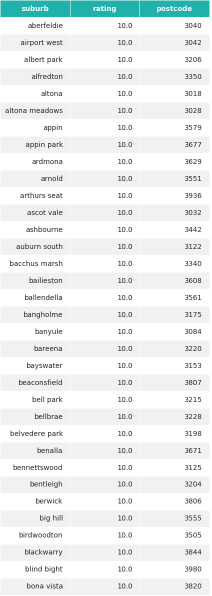 suburb rating postcode
aberfeldie 10.0 3040
airport west 10.0 3042
albert park 10.0 3206
alfredton 10.0 3350
altona 10.0 3018
altona meadows 10.0 3028
appin 10.0 3579
appin park 10.0 3677
ardmona 10.0 3629
arnold 10.0 3551
arthurs seat 10.0 3936
ascot vale 10.0 3032
ashbourne 10.0 3442
auburn south 10.0 3122
bacchus marsh 10.0 3340
bailieston 10.0 3608
ballendella 10.0 3561
bangholme 10.0 3175
banyule 10.0 3084
bareena 10.0 3220
bayswater 10.0 3153
beaconsfield 10.0 3807
bell park 10.0 3215
bellbrae 10.0 3228
belvedere park 10.0 3198
benalla 10.0 3671
bennettswood 10.0 3125
bentleigh 10.0 3204
berwick 10.0 3806
big hill 10.0 3555
birdwoodton 10.0 3505
blackwarry 10.0 3844
blind bight 10.0 3980
bona vista 10.0 3820